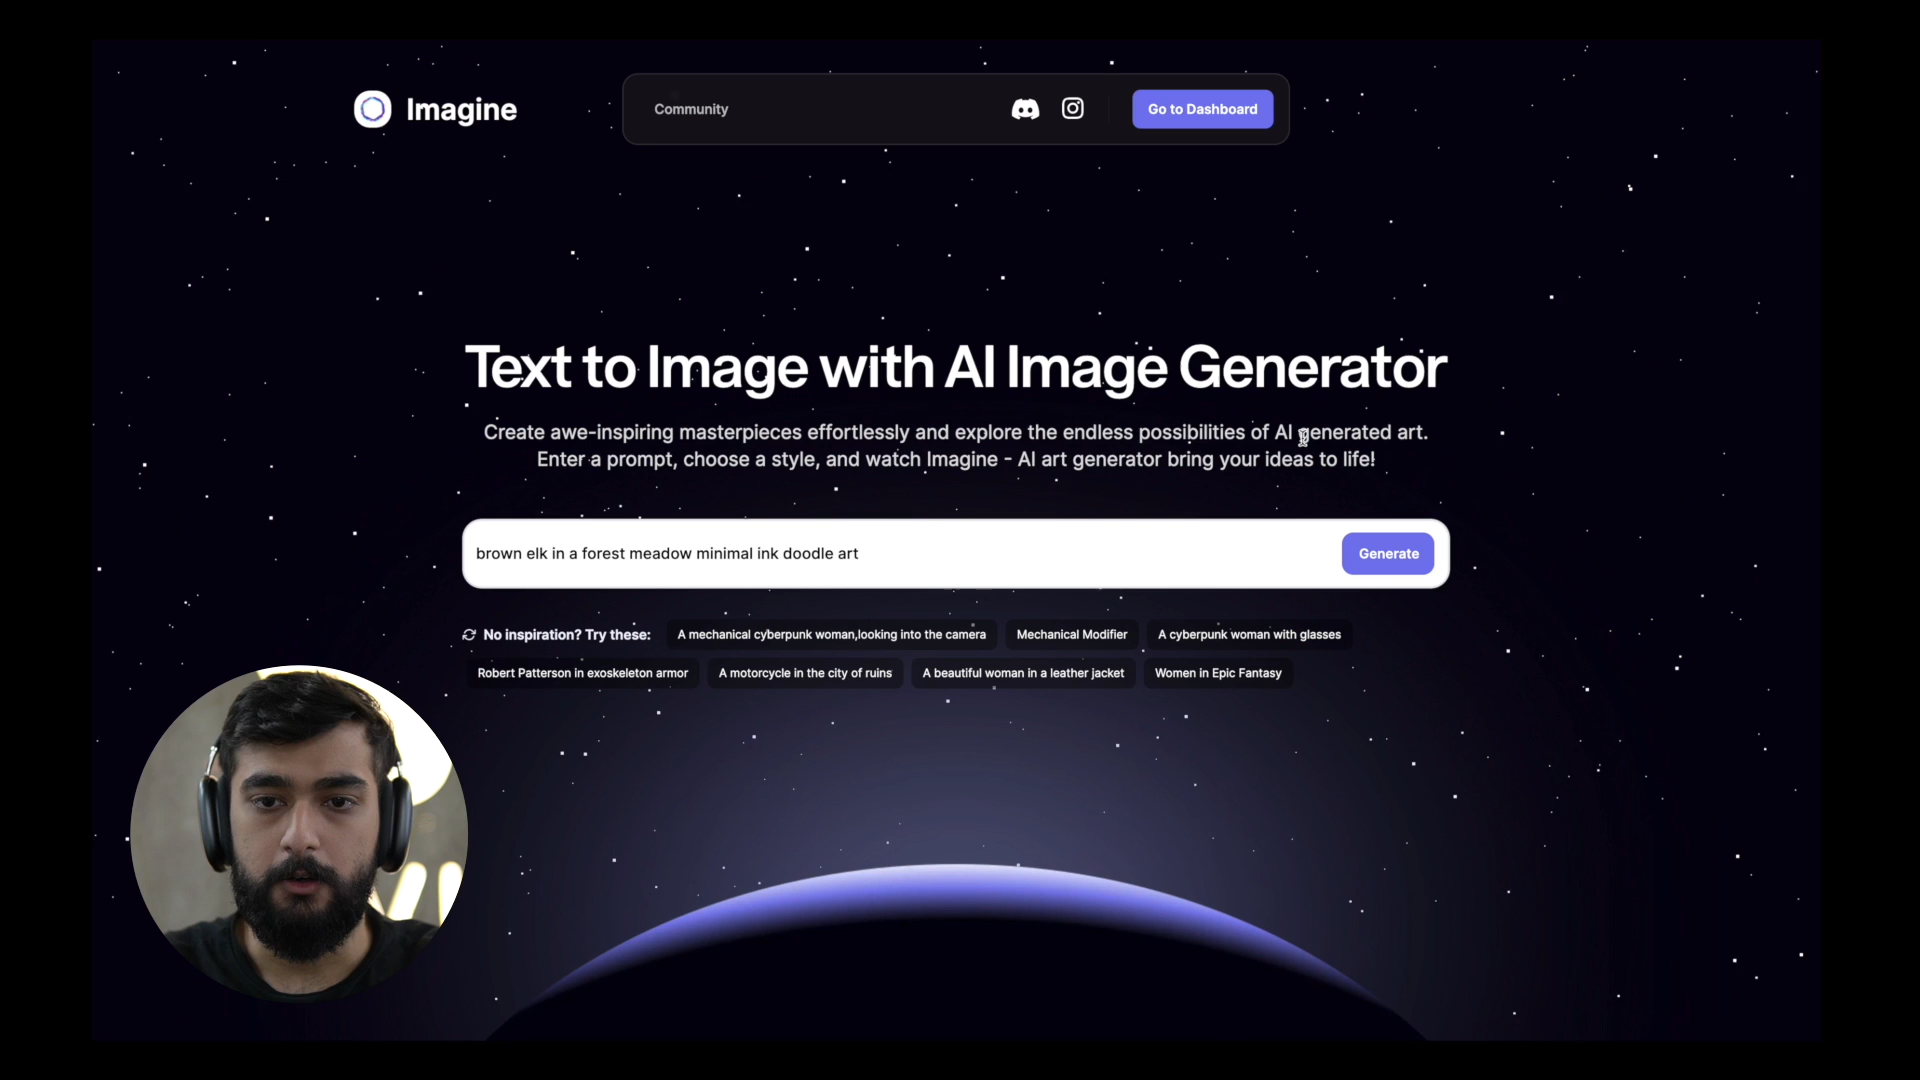 Imagine
Community
Go to Dashboard
Text to Image with AI Image Generator
Create awe-inspiring masterpieces effortlessly and explore the endless possibilities of AI generated art.
Enter a prompt, choose a style, and watch Imagine - AI art generator bring your ideas to life!
brown elk in a forest meadow minimal ink doodle art
Generate
No inspiration? Try these:
A mechanical cyberpunk woman,looking into the camera
Mechanical Modifier
A cyberpunk woman with glasses
Robert Patterson in exoskeleton armor
A motorcycle in the city of ruins
A beautiful woman in a leather jacket
Women in Epic Fantasy